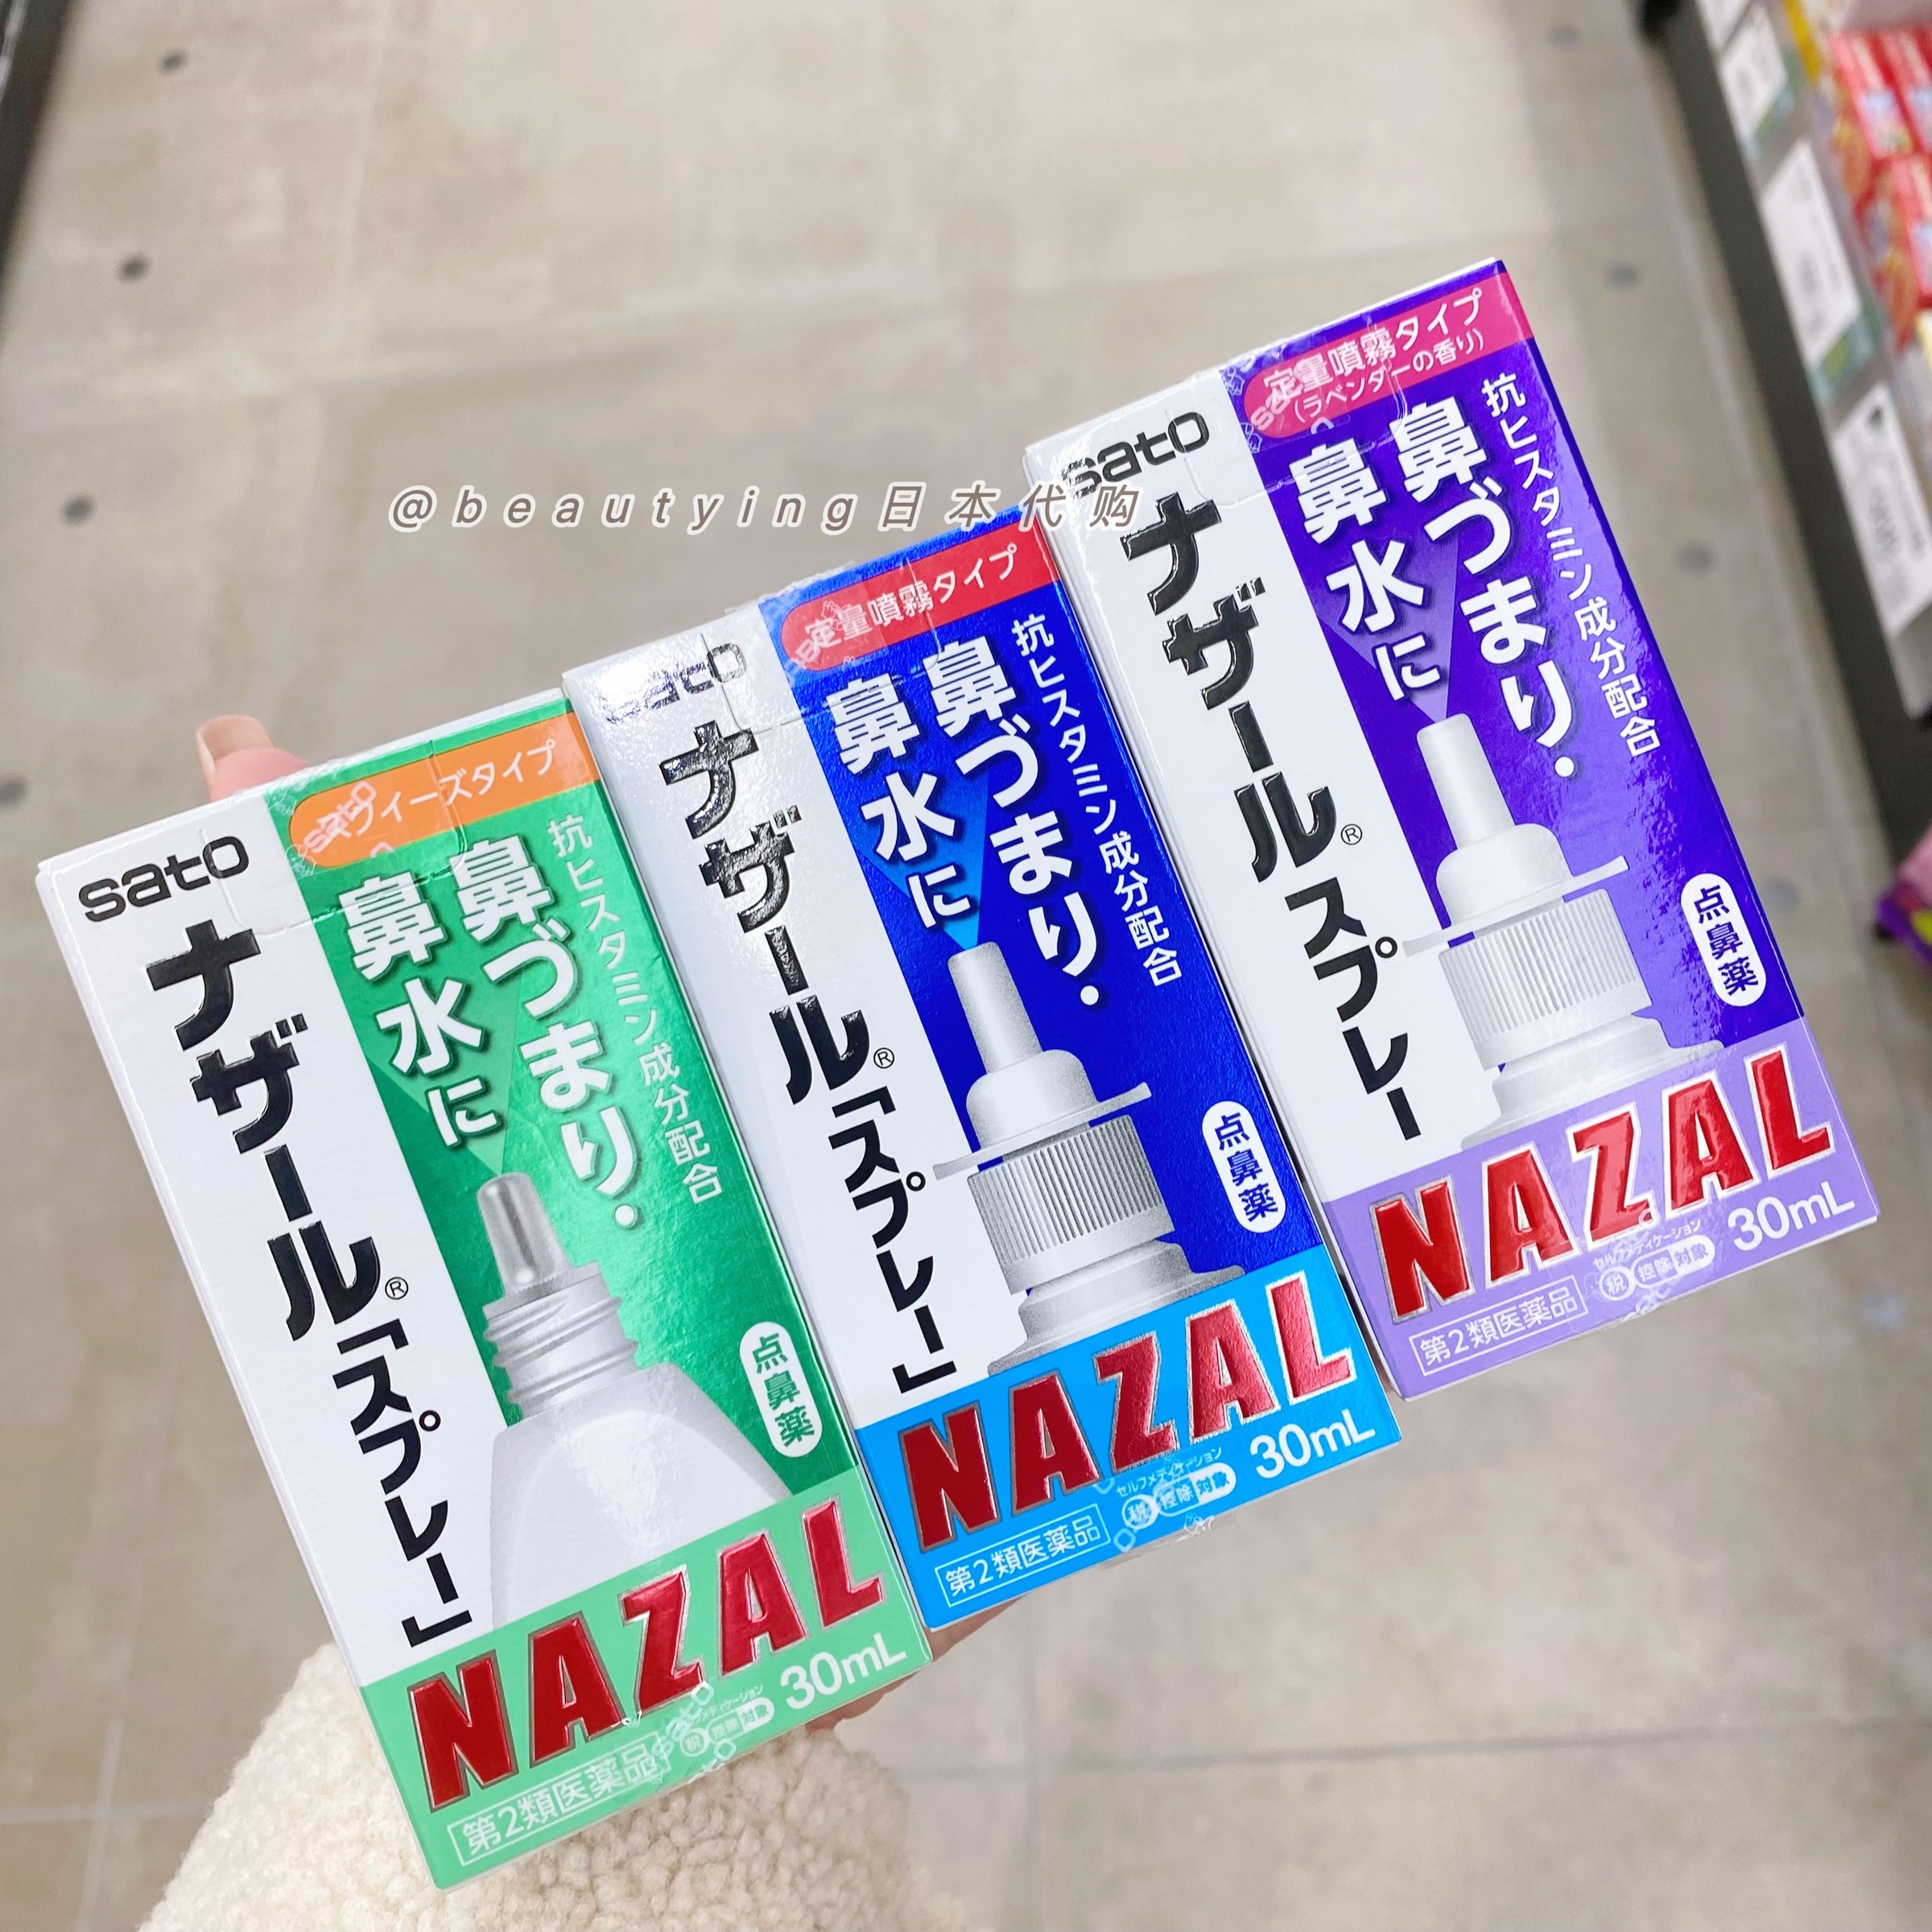 @beautying日本代购
sato
スクイーズタイプ
抗ヒスタミン成分配合
鼻づまり・
鼻水に
ナザール®「スプレー」
点鼻薬
NAZAL
30mL
第2類医薬品
税控除対象
sato
定量噴霧タイプ
抗ヒスタミン成分配合
鼻づまり・
鼻水に
ナザール®「スプレー」
点鼻薬
NAZAL
30mL
セルフメディケーション
税控除対象
第2類医薬品
sato
定量噴霧タイプ
(ラベンダーの香り)
抗ヒスタミン成分配合
鼻づまり・
鼻水に
ナザール®スプレー
点鼻薬
NAZAL
30mL
セルフメディケーション
税控除対象
第2類医薬品